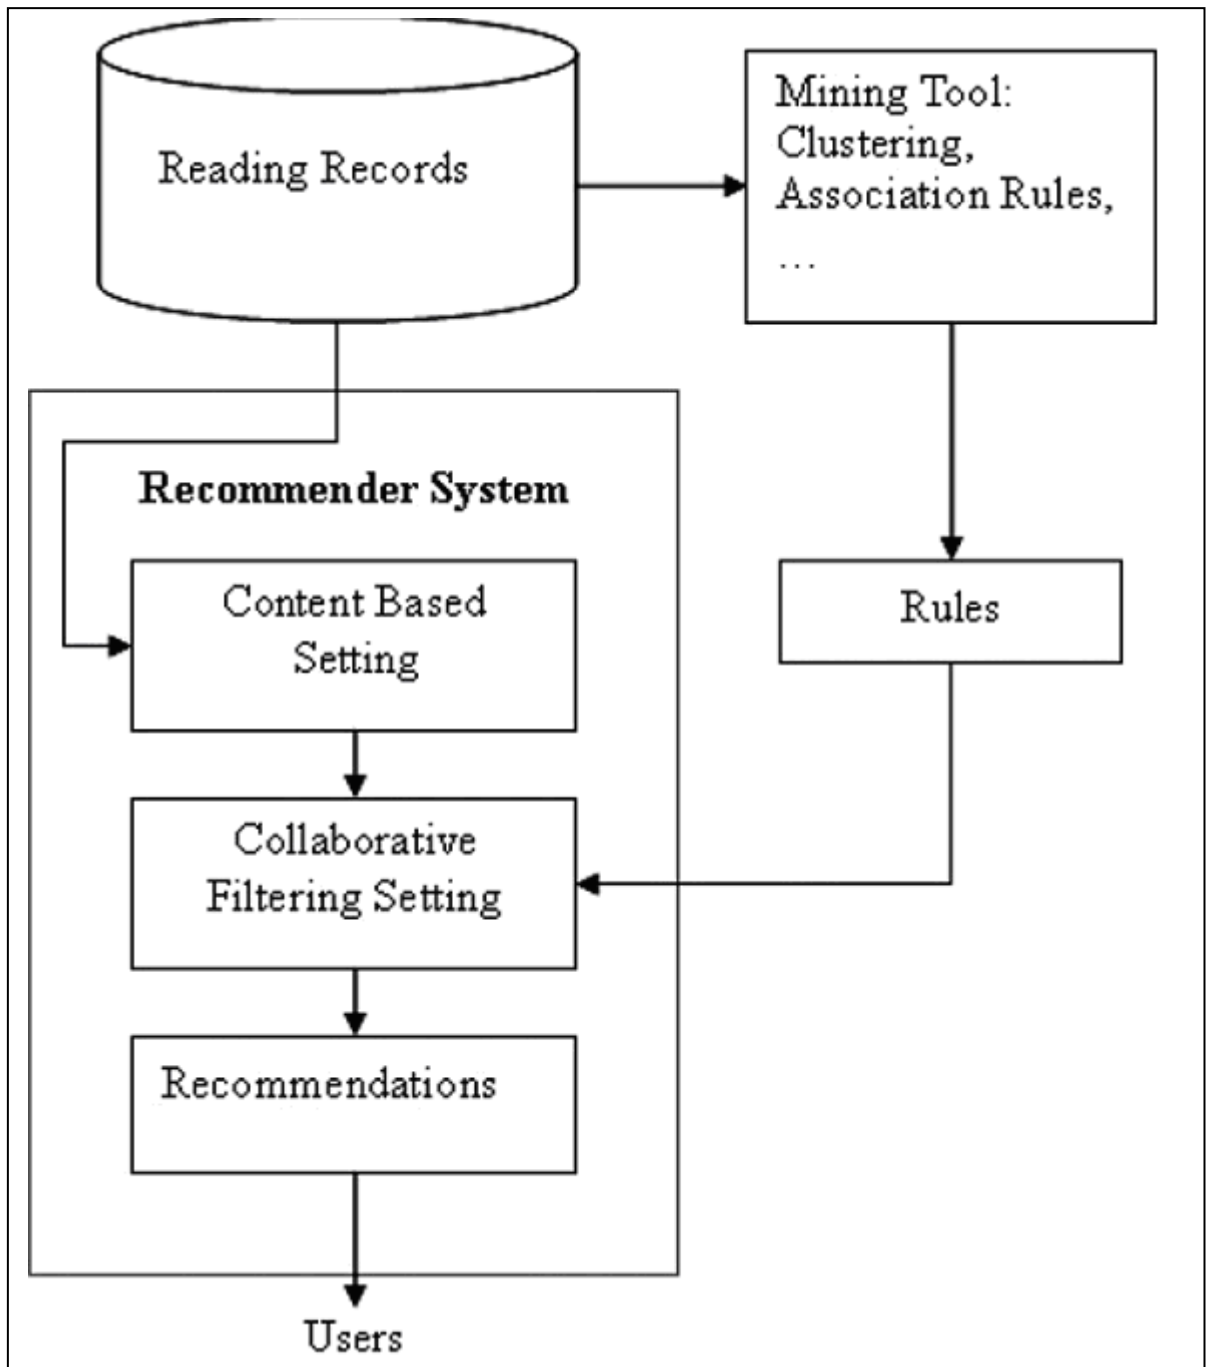 Reading Records
Mining Tool:
Clustering,
Association Rules,
...
Recommender System
Content Based
Setting
Rules
Collaborative
Filtering Setting
Recommendations
Users